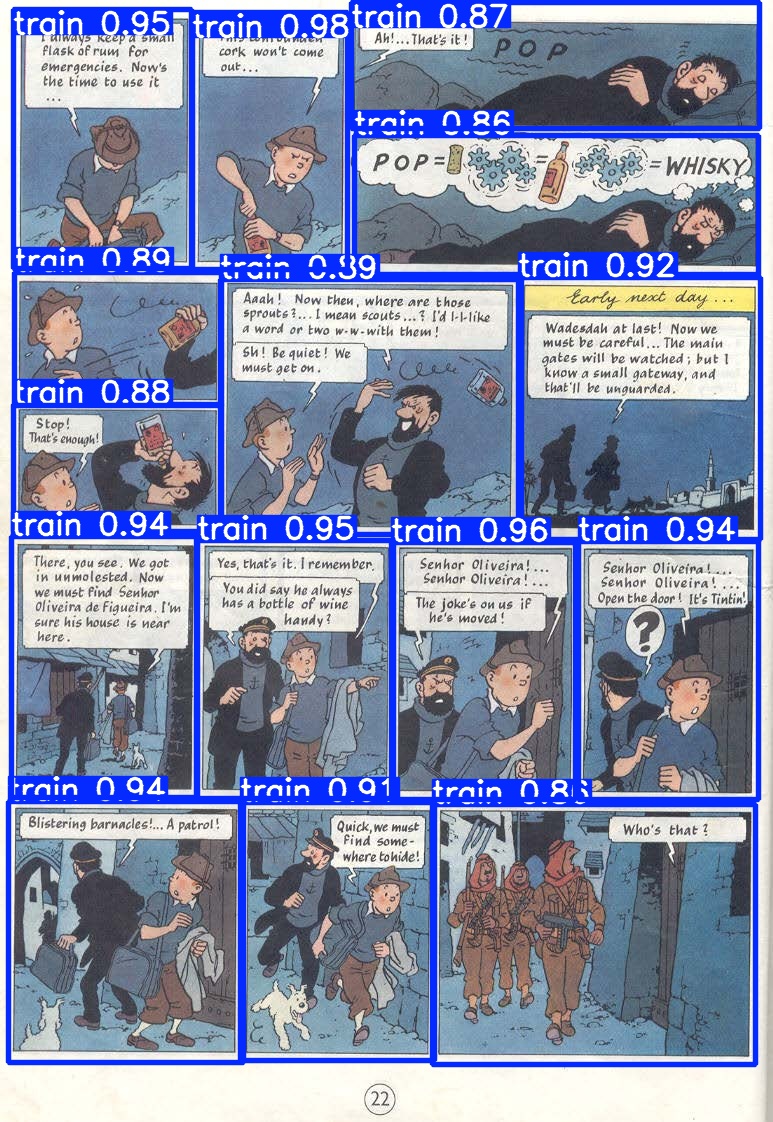 train 0.95
I always keep a small
flask of rum for
emergencies. Now's
the time to use it
...
train 0.98
This confounded
cork won't come
out...
train 0.87
Ah!...That's it!
POP
train 0.86
POP = = = WHISKY
train 0.89
train 0.88
Stop!
That's enough!
train 0.89
Aaah! Now then, where are those
sprouts?... I mean scouts...? I'd l-l-like
a word or two w-w-with them!
Sh! Be quiet! We
must get on.
train 0.92
Early next day...
Wadesdah at last! Now we
must be careful... The main
gates will be watched; but I
know a small gateway, and
that'll be unguarded.
train 0.94
There, you see. We got
in unmolested. Now
we must find Senhor
Oliveira de Figueira. I'm
sure his house is near
here.
train 0.95
Yes, that's it. I remember.
You did say he always
has a bottle of wine
handy?
train 0.96
Senhor Oliveira!...
Senhor Oliveira!...
The joke's on us if
he's moved!
train 0.94
Senhor Oliveira!...
Senhor Oliveira!...
Open the door! It's Tintin!
?
train 0.94
Blistering barnacles!... A patrol!
train 0.91
Quick, we must
find some-
where to hide!
train 0.86
Who's that?
22